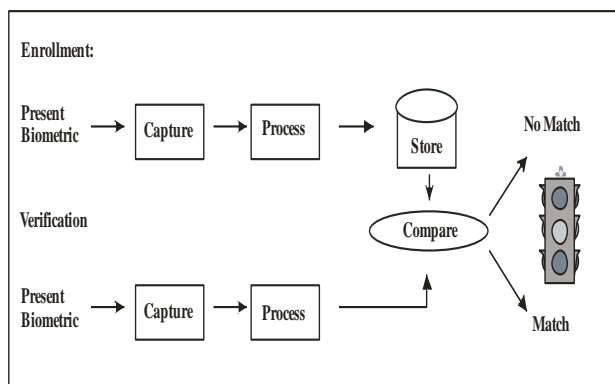 Enrollment:
Present
Biometric
Capture
Process
Store
No Match
Verification
Compare
Present
Biometric
Capture
Process
Match